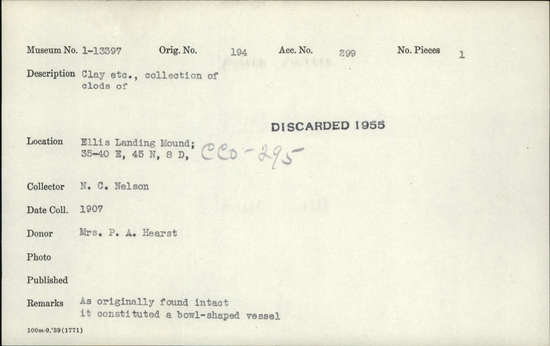 Museum No. 1-13397 Orig. No. 194 Acc. No. 299 No. Pieces 1
Description Clay etc., collection of
clods of
DISCARDED 1955
Location Ellis Landing Mound;
35-40 E, 45 N, 8 D, CCO-295
Collector N. C. Nelson
Date Coll. 1907
Donor Mrs. P. A. Hearst
Photo
Published
Remarks As originally found intact
it constituted a bowl-shaped vessel
100m-9,'39(1771)